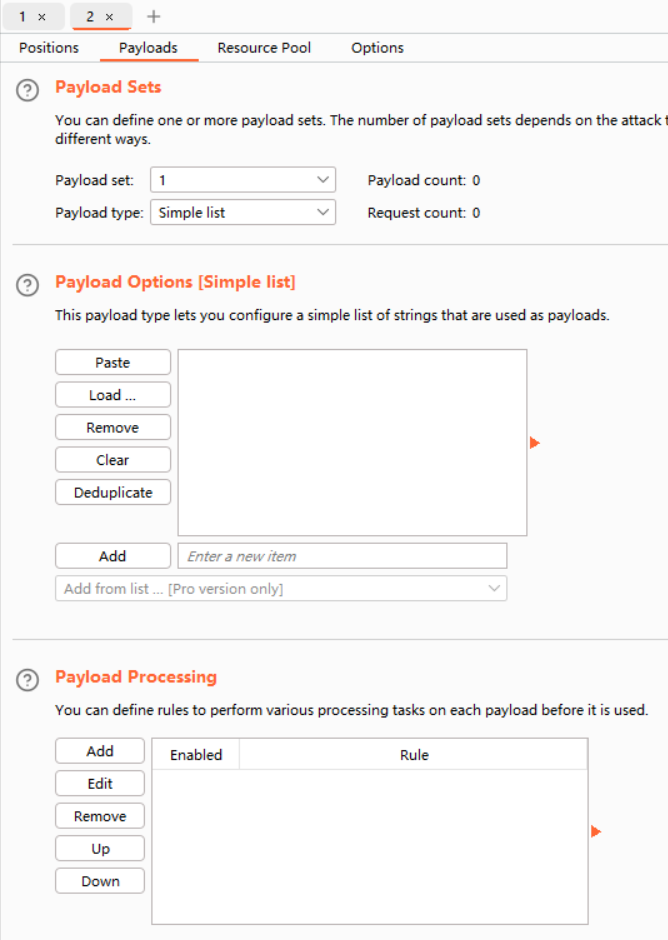 1 × 2 × +
Positions Payloads Resource Pool Options
? Payload Sets
You can define one or more payload sets. The number of payload sets depends on the attack
different ways.
Payload set: 1 Payload count: 0
Payload type: Simple list Request count: 0
? Payload Options [Simple list]
This payload type lets you configure a simple list of strings that are used as payloads.
Paste
Load ...
Remove
Clear
Deduplicate
Add Enter a new item
Add from list ... [Pro version only]
? Payload Processing
You can define rules to perform various processing tasks on each payload before it is used.
Add Enabled Rule
Edit
Remove
Up
Down